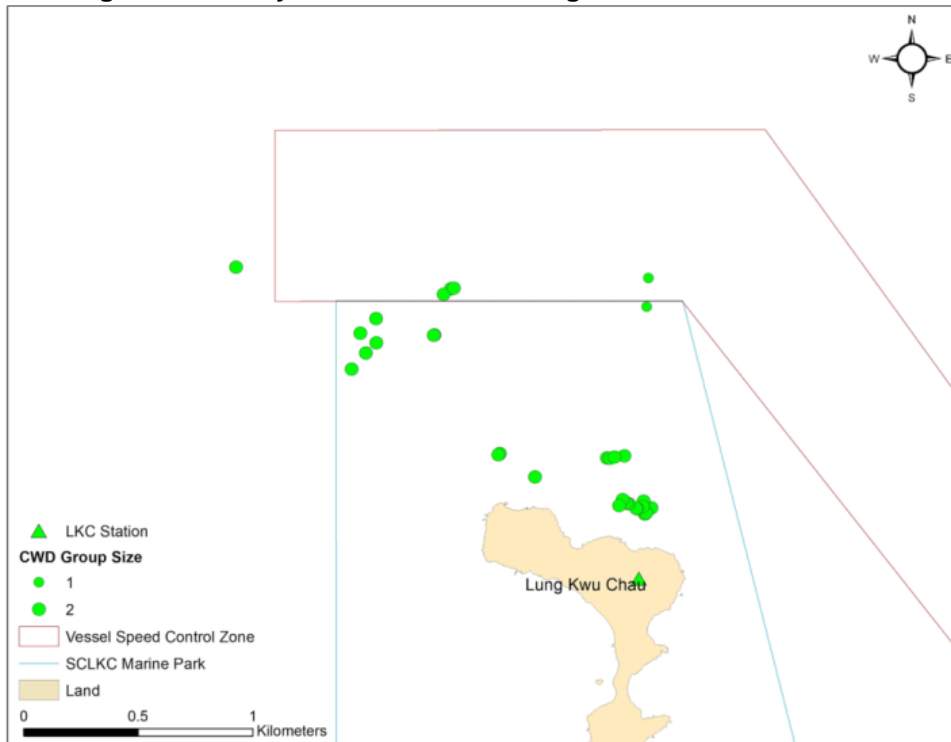 N
W E
S
LKC Station
CWD Group Size
1
2
Lung Kwu Chau
Vessel Speed Control Zone
SCLKC Marine Park
Land
0 0.5 1
Kilometers